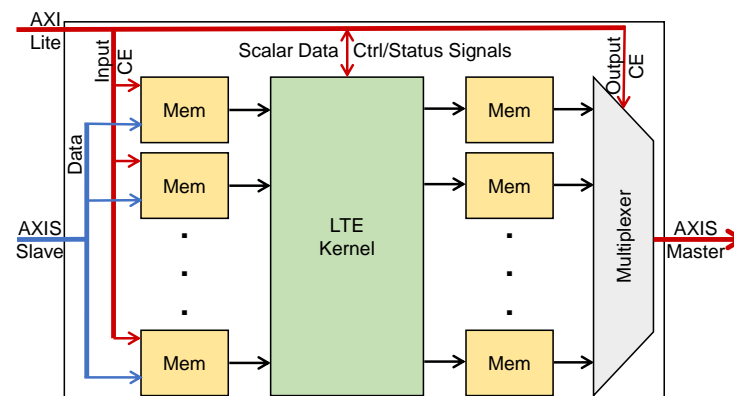 AXI
Lite
Input
CE
Scalar Data
Ctrl/Status Signals
Output
CE
Mem
Mem
Data
Mem
Mem
LTE
Kernel
AXIS
Slave
Multiplexer
AXIS
Master
Mem
Mem